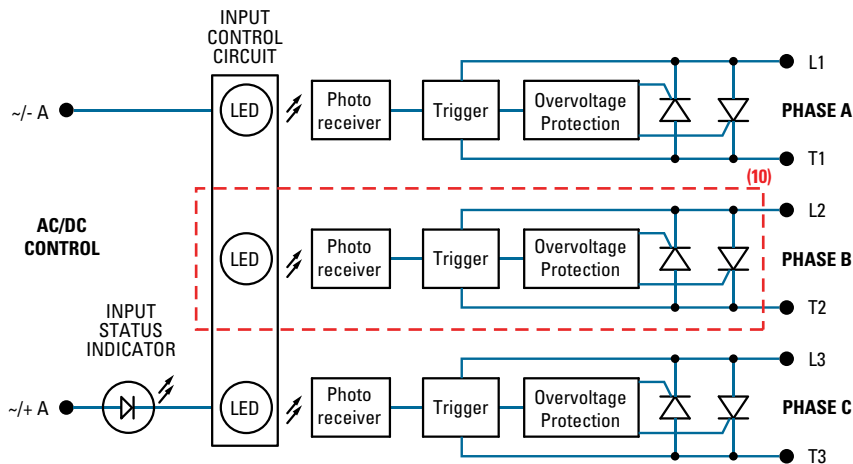 INPUT
CONTROL
CIRCUIT
~/- A
LED
Photo
receiver
Trigger
Overvoltage
Protection
L1
PHASE A
T1
(10)
AC/DC
CONTROL
LED
Photo
receiver
Trigger
Overvoltage
Protection
L2
PHASE B
T2
INPUT
STATUS
INDICATOR
~/+ A
LED
Photo
receiver
Trigger
Overvoltage
Protection
L3
PHASE C
T3